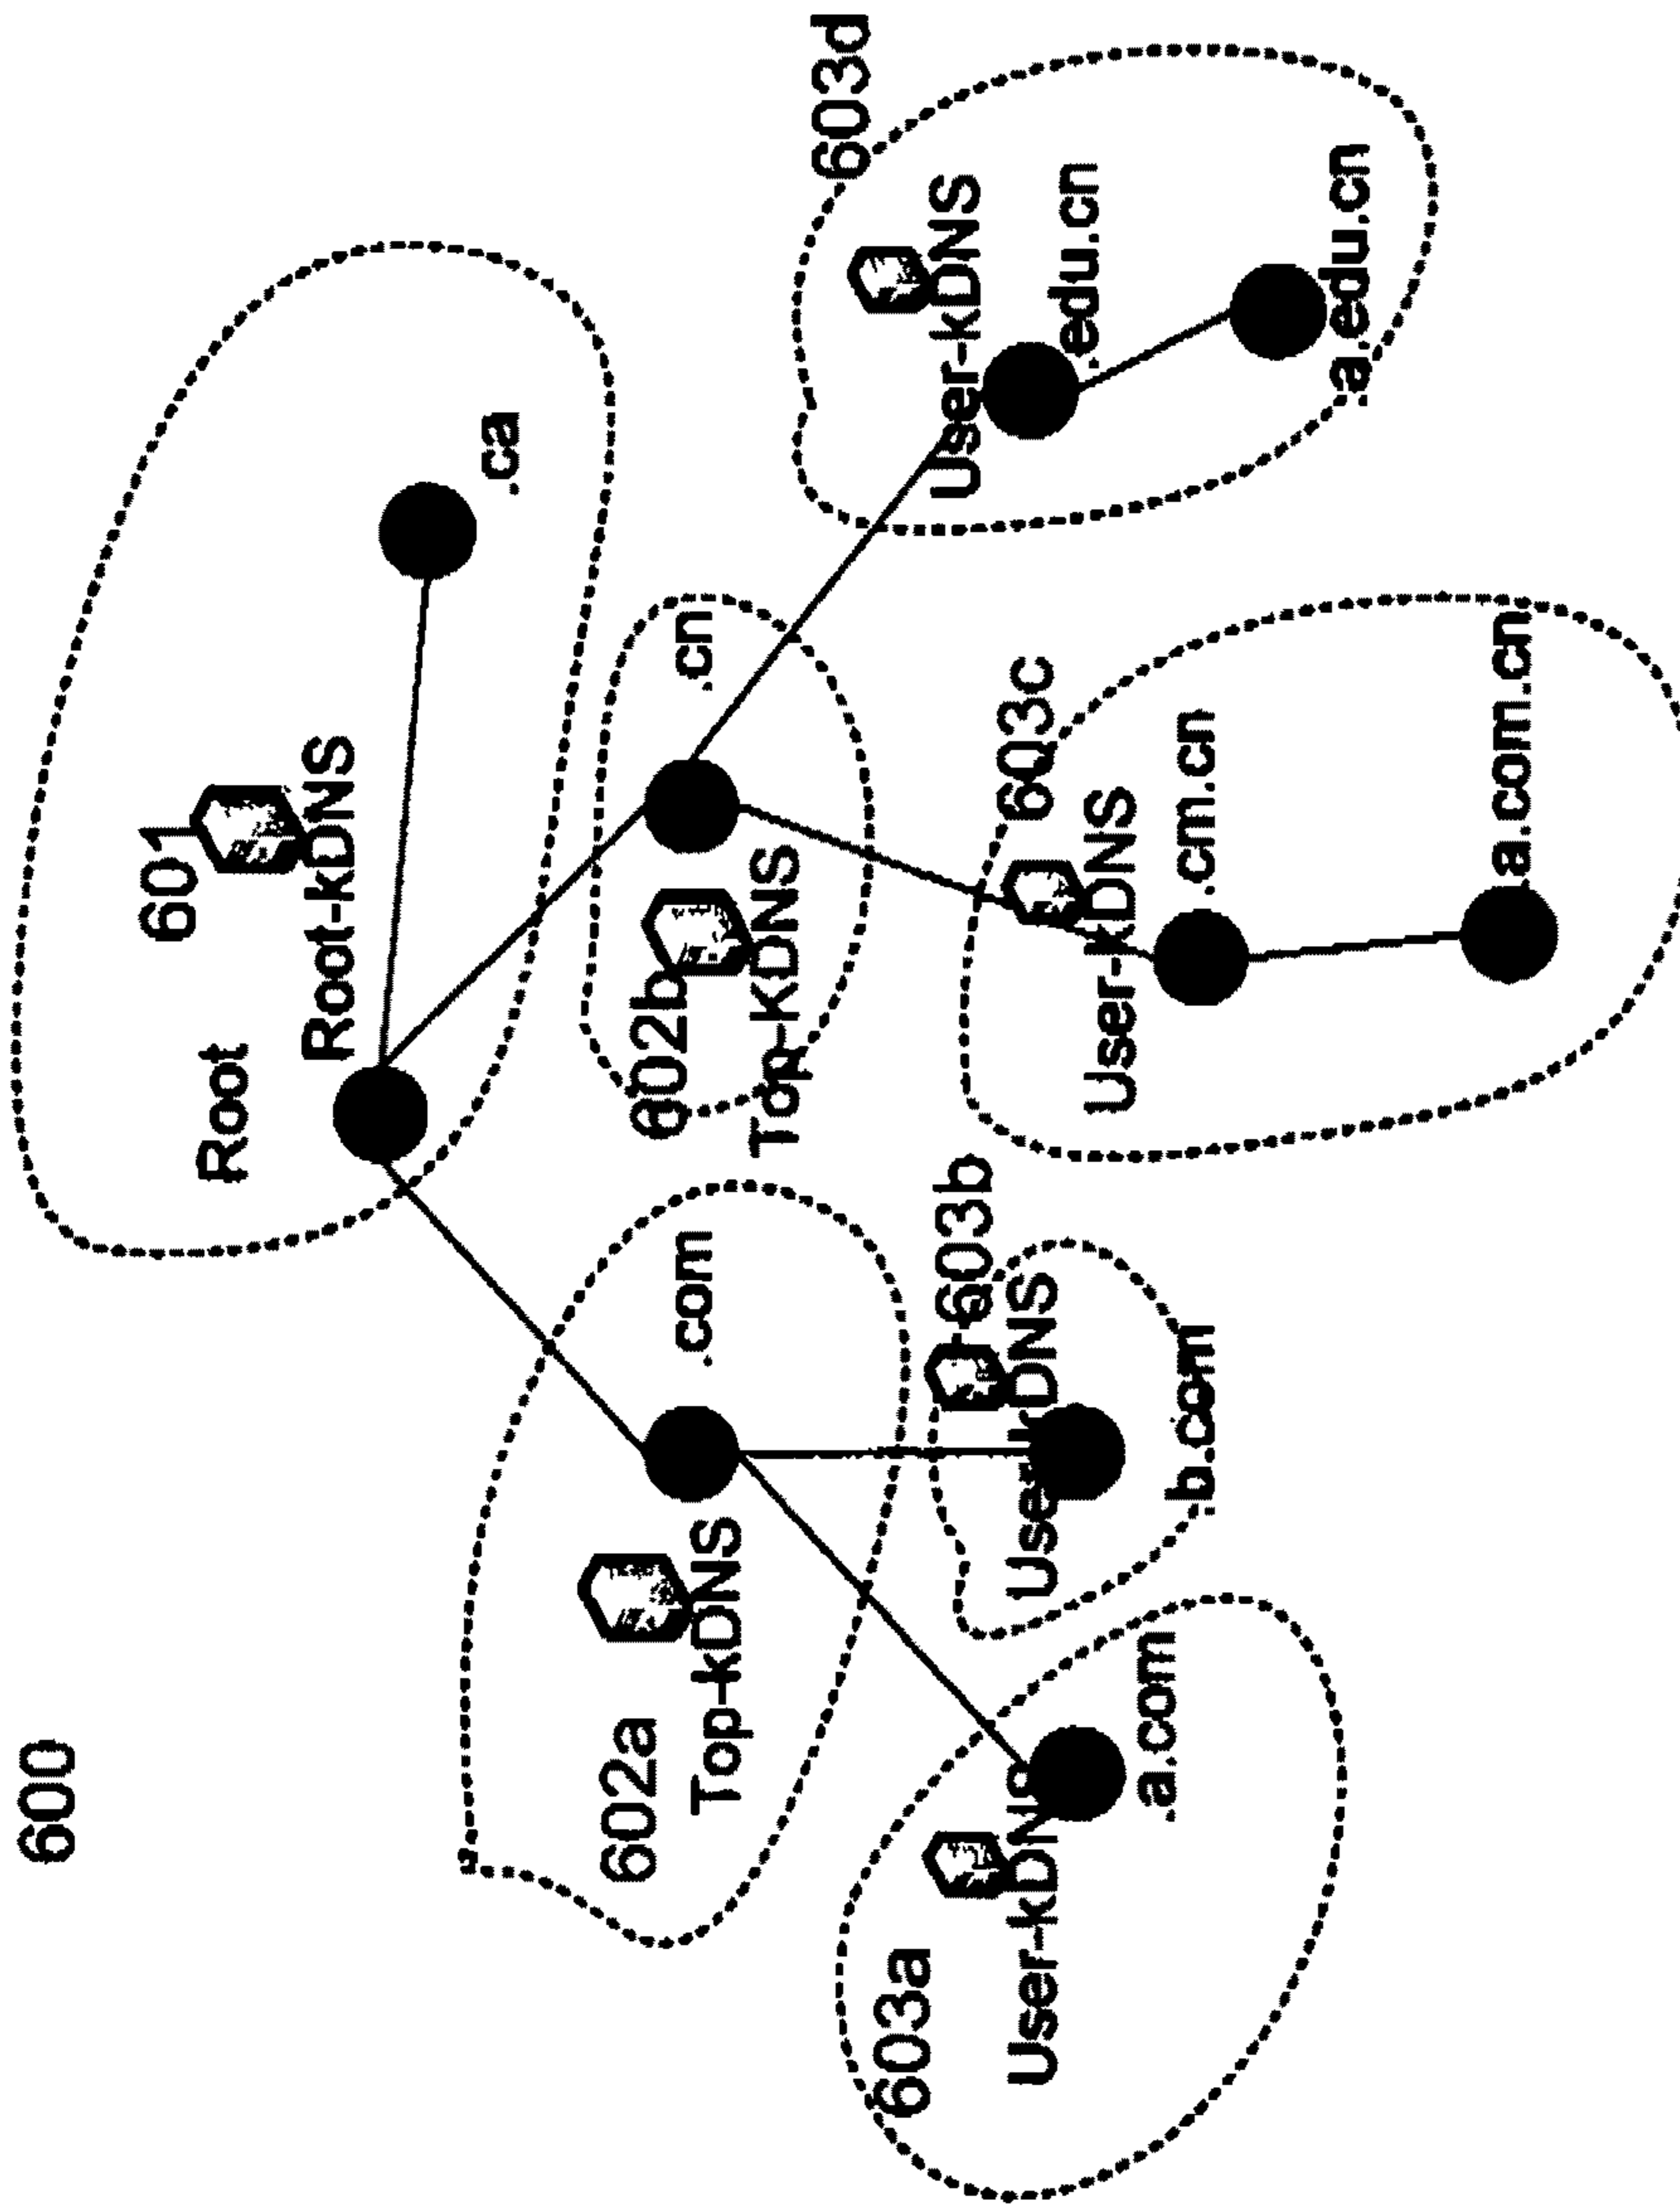 600
601
Root
Root-kDNS
.ca
602a
Top-kDNS
.com
602b
Top-kDNS
.cn
603a
User-kDNS
.a.com
603b
User-kDNS
.b.com
603c
User-kDNS
.cm.cn
.a.com.cn
603d
User-kDNS
.edu.cn
.a.edu.cn